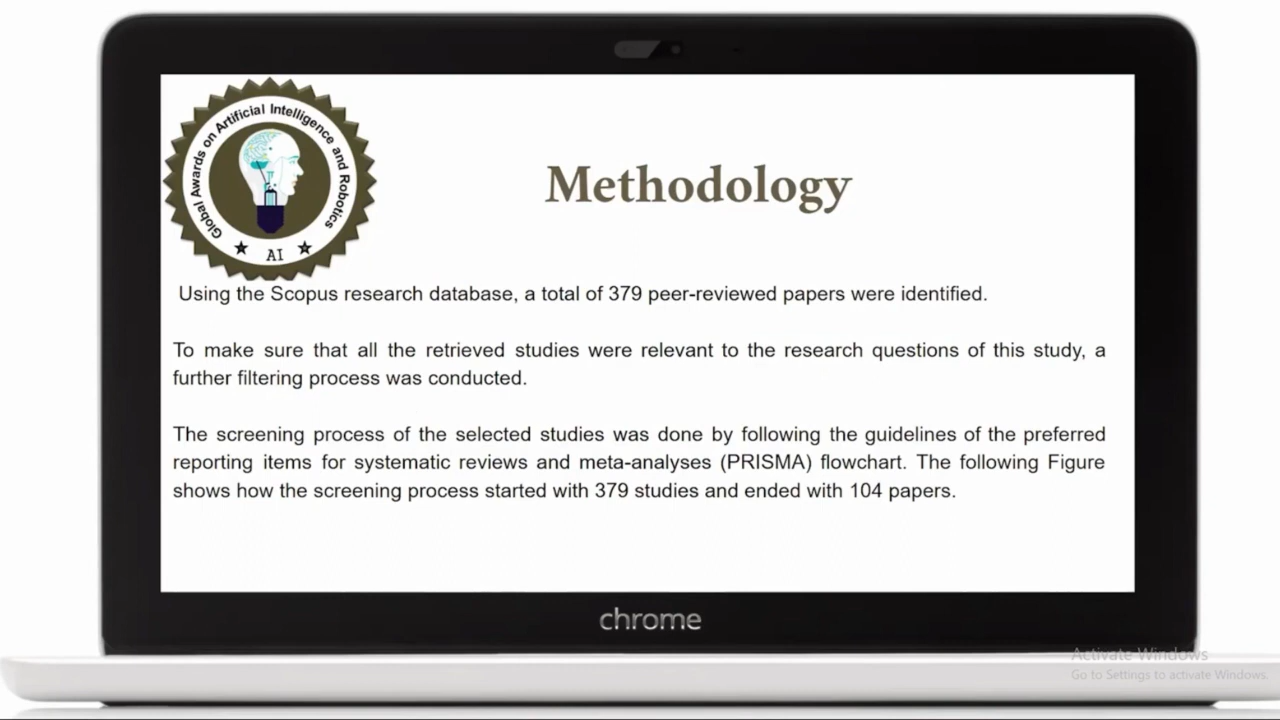 Global Awards on Artificial Intelligence and Robotics
AI
Methodology
Using the Scopus research database, a total of 379 peer-reviewed papers were identified.
To make sure that all the retrieved studies were relevant to the research questions of this study, a
further filtering process was conducted.
The screening process of the selected studies was done by following the guidelines of the preferred
reporting items for systematic reviews and meta-analyses (PRISMA) flowchart. The following Figure
shows how the screening process started with 379 studies and ended with 104 papers.
chrome
Activate Windows
Go to Settings to activate Windows.